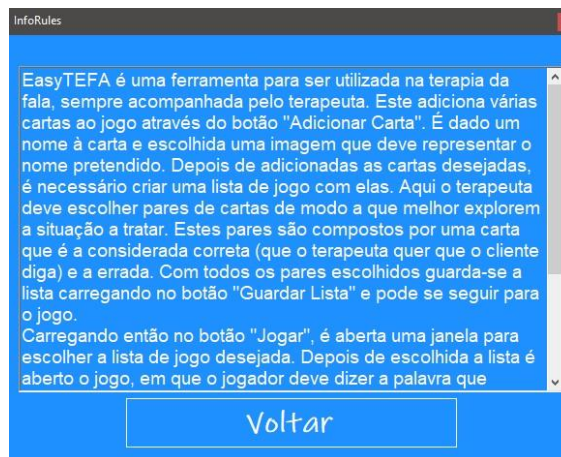 InfoRules
EasyTEFA é uma ferramenta para ser utilizada na terapia da
fala, sempre acompanhada pelo terapeuta. Este adiciona várias
cartas ao jogo através do botão "Adicionar Carta". É dado um
nome à carta e escolhida uma imagem que deve representar o
nome pretendido. Depois de adicionadas as cartas desejadas,
é necessário criar uma lista de jogo com elas. Aqui o terapeuta
deve escolher pares de cartas de modo a que melhor explorem
a situação a tratar. Estes pares são compostos por uma carta
que é a considerada correta (que o terapeuta quer que o cliente
diga) e a errada. Com todos os pares escolhidos guarda-se a
lista carregando no botão "Guardar Lista" e pode se seguir para
o jogo.
Carregando então no botão "Jogar", é aberta uma janela para
escolher a lista de jogo desejada. Depois de escolhida a lista é
aberto o jogo, em que o jogador deve dizer a palavra que
Voltar